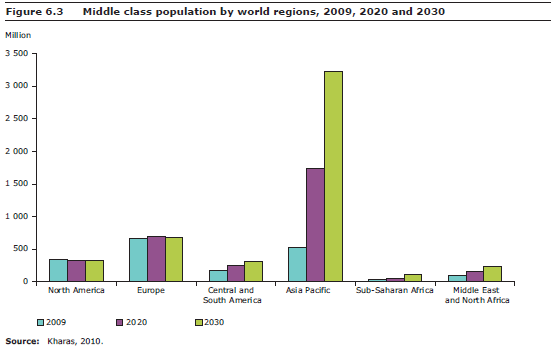 Figure 6.3 Middle class population by world regions, 2009, 2020 and 2030
Million
3 500
3 000
2 500
2 000
1 500
1 000
500
0
North America
Europe
Central and
South America
Asia Pacific
Sub-Saharan Africa
Middle East
and North Africa
2009 2020 2030
Source: Kharas, 2010.